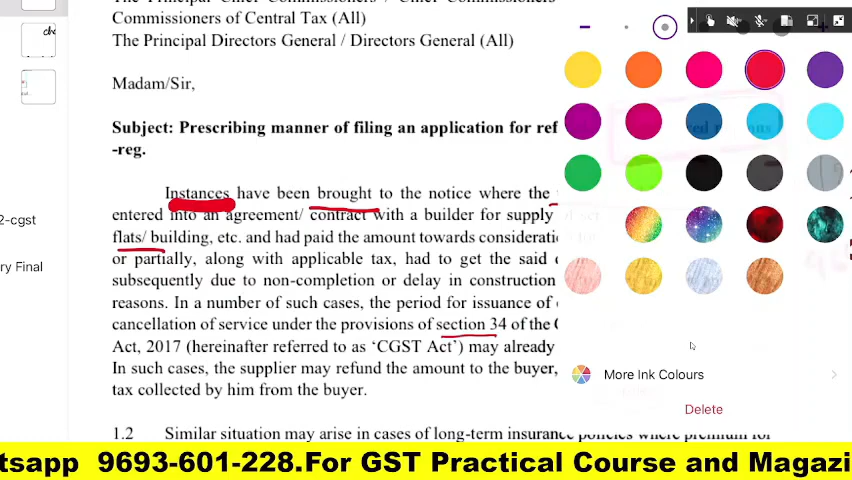 The Principal Chief Commissioners / Chief Commissioners
Commissioners of Central Tax (All)
The Principal Directors General / Directors General (All)
Madam/Sir,
Subject: Prescribing manner of filing an application for ref
-reg.
Instances have been brought to the notice where the
entered into an agreement/ contract with a builder for supply
flats/ building, etc. and had paid the amount towards considerati
or partially, along with applicable tax, had to get the said
subsequently due to non-completion or delay in construction
reasons. In a number of such cases, the period for issuance of
cancellation of service under the provisions of section 34 of the
Act, 2017 (hereinafter referred to as ‘CGST Act’) may already
In such cases, the supplier may refund the amount to the buyer,
tax collected by him from the buyer.
1.2 Similar situation may arise in cases of long-term insurance policies where premium for
2-cgst
ry Final
More Ink Colours
Delete
tsapp 9693-601-228.For GST Practical Course and Magazi